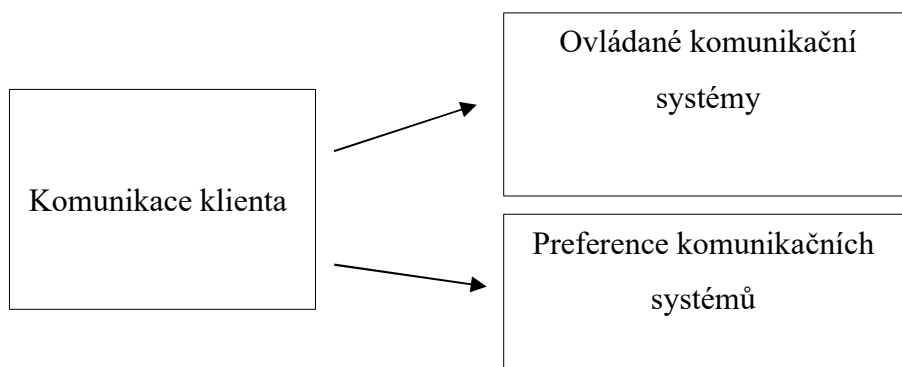 Ovládané komunikační
systémy
Komunikace klienta
Preference komunikačních
systémů